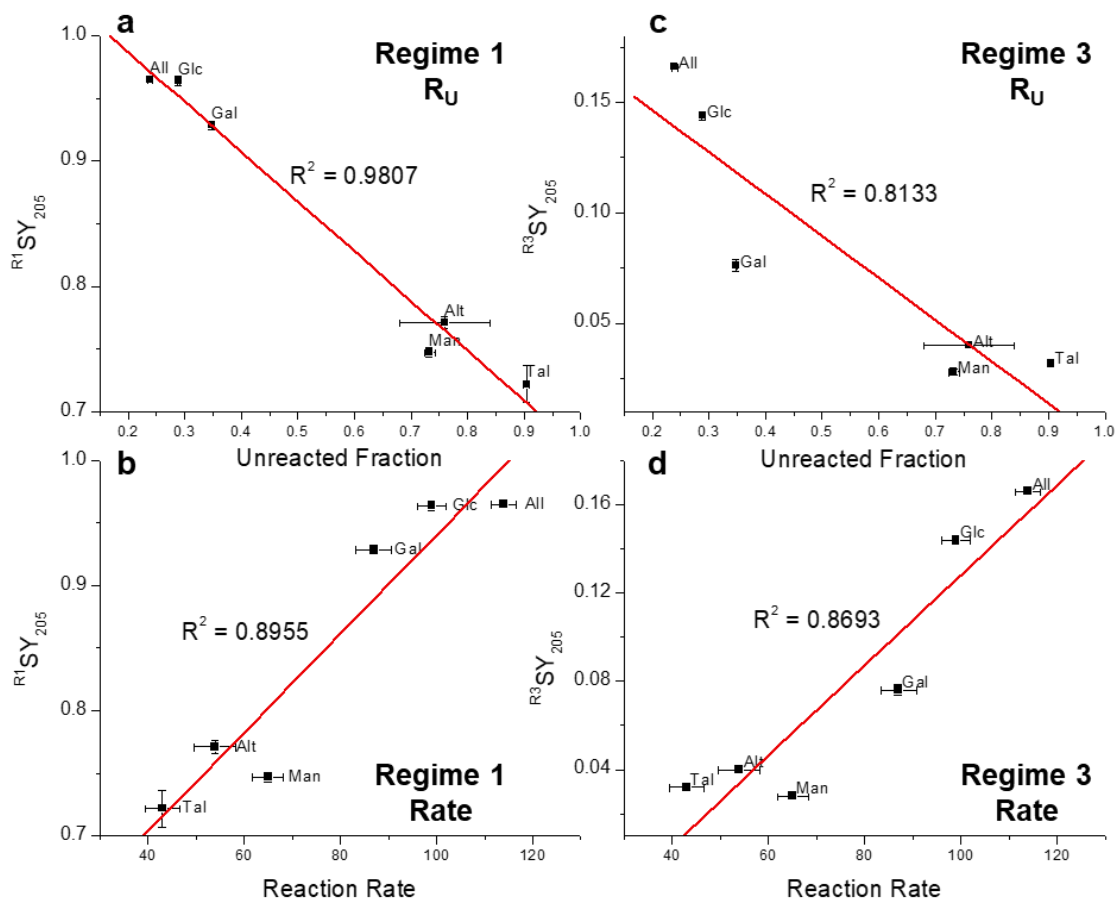 a
Regime 1
R_U
R² = 0.9807
All
Glc
Gal
Alt
Man
Tal
1.0
0.9
0.8
0.7
R1SY205
0.2 0.3 0.4 0.5 0.6 0.7 0.8 0.9 1.0
Unreacted Fraction
c
Regime 3
R_U
R² = 0.8133
All
Glc
Gal
Alt
Man
Tal
0.15
0.10
0.05
R3SY205
0.2 0.3 0.4 0.5 0.6 0.7 0.8 0.9 1.0
Unreacted Fraction
b
Glc
All
Gal
R² = 0.8955
Alt
Man
Tal
Regime 1
Rate
1.0
0.9
0.8
0.7
R1SY205
40 60 80 100 120
Reaction Rate
d
All
Glc
R² = 0.8693
Gal
Alt
Tal
Man
Regime 3
Rate
0.16
0.12
0.08
0.04
R3SY205
40 60 80 100 120
Reaction Rate